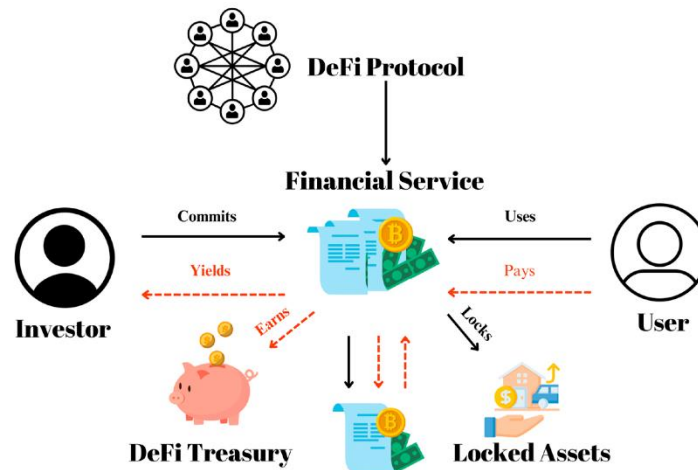 DeFi Protocol
Financial Service
Commits
Uses
Yields
Pays
Investor
User
Earns
Locks
DeFi Treasury
Locked Assets